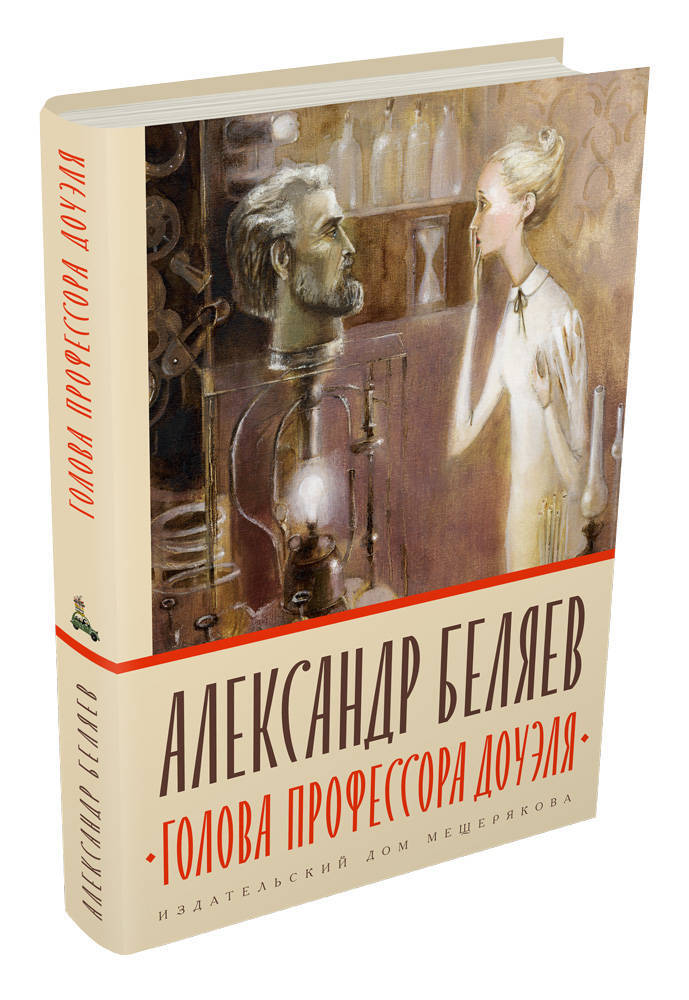 ГОЛОВА ПРОФЕССОРА ДОУЭЛЯ
АЛЕКСАНДР БЕЛЯЕВ
АЛЕКСАНДР БЕЛЯЕВ
ГОЛОВА ПРОФЕССОРА ДОУЭЛЯ
ИЗДАТЕЛЬСКИЙ ДОМ МЕЩЕРЯКОВА